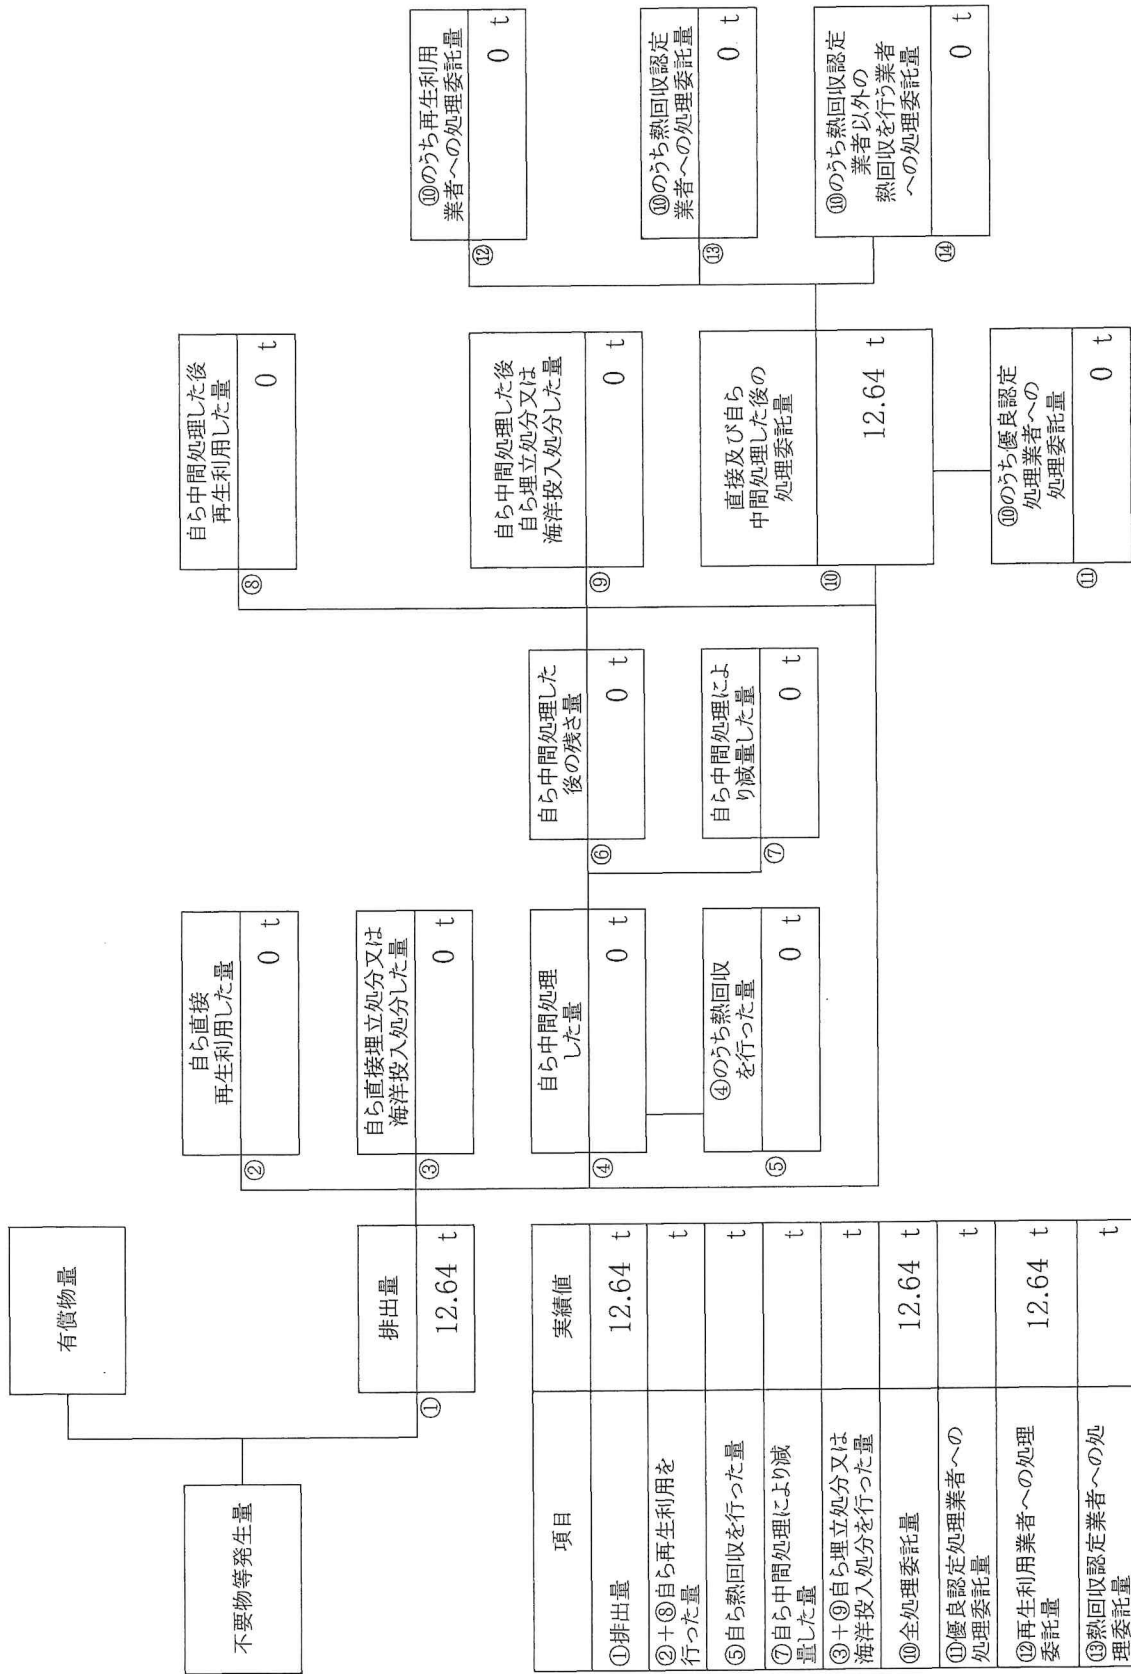 不要物等発生量
有償物量
排出量
①
12.64 t
自ら直接
再生利用した量
②
0 t
自ら直接埋立処分又は
海洋投入処分した量
③
0 t
自ら中間処理
した量
④
0 t
④のうち熱回収
を行った量
⑤
0 t
自ら中間処理した
後の残さ量
⑥
0 t
自ら中間処理によ
り減量した量
⑦
0 t
自ら中間処理した後
再生利用した量
⑧
0 t
自ら中間処理した後
自ら埋立処分又は
海洋投入処分した量
⑨
0 t
直接及び自ら
中間処理した後の
処理委託量
⑩
12.64 t
⑩のうち優良認定
処理業者への
処理委託量
⑪
0 t
⑩のうち再生利用
業者への処理委託量
⑫
0 t
⑩のうち熱回収認定
業者への処理委託量
⑬
0 t
⑩のうち熱回収認定
業者以外の
熱回収を行う業者
への処理委託量
⑭
0 t
項目 実績値
①排出量 12.64 t
②+⑧自ら再生利用を
行った量 t
⑤自ら熱回収を行った量 t
⑦自ら中間処理により減
量した量 t
③+⑨自ら埋立処分又は
海洋投入処分を行った量 t
⑩全処理委託量 12.64 t
⑪優良認定処理業者への
処理委託量 t
⑫再生利用業者への処理
委託量 12.64 t
⑬熱回収認定業者への処
理委託量 t